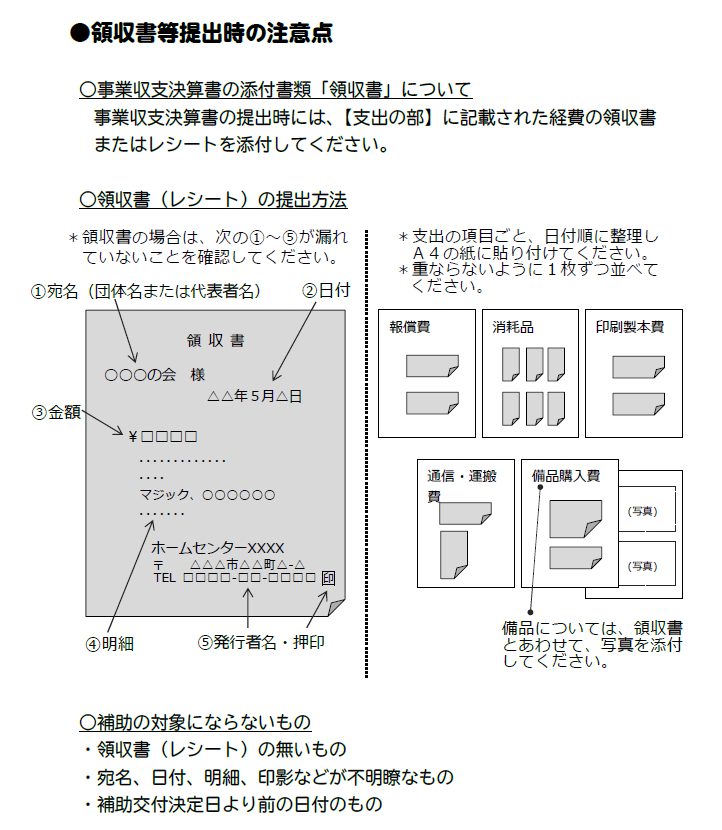 ●領収書等提出時の注意点
○事業収支決算書の添付書類「領収書」について
事業収支決算書の提出時には、【支出の部】に記載された経費の領収書
またはレシートを添付してください。
○領収書（レシート）の提出方法
＊領収書の場合は、次の①～⑤が漏れ
ていないことを確認してください。
①宛名（団体名または代表者名）
②日付
領 収 書
○○○の会　様
△△年５月△日
③金額
￥□□□□
．．．．．．．．．．．．．
．．．．
マジック、○○○○○○
．．．．．．．
ホームセンターXXXX
〒　△△△市△△町△-△
TEL □□□□-□□-□□□□ 印
④明細
⑤発行者名・押印
＊支出の項目ごと、日付順に整理し
Ａ４の紙に貼り付けてください。
＊重ならないように１枚ずつ並べて
ください。
報償費
消耗品
印刷製本費
通信・運搬
費
備品購入費
(写真)
(写真)
備品については、領収書
とあわせて、写真を添付
してください。
○補助の対象にならないもの
・領収書（レシート）の無いもの
・宛名、日付、明細、印影などが不明瞭なもの
・補助交付決定日より前の日付のもの